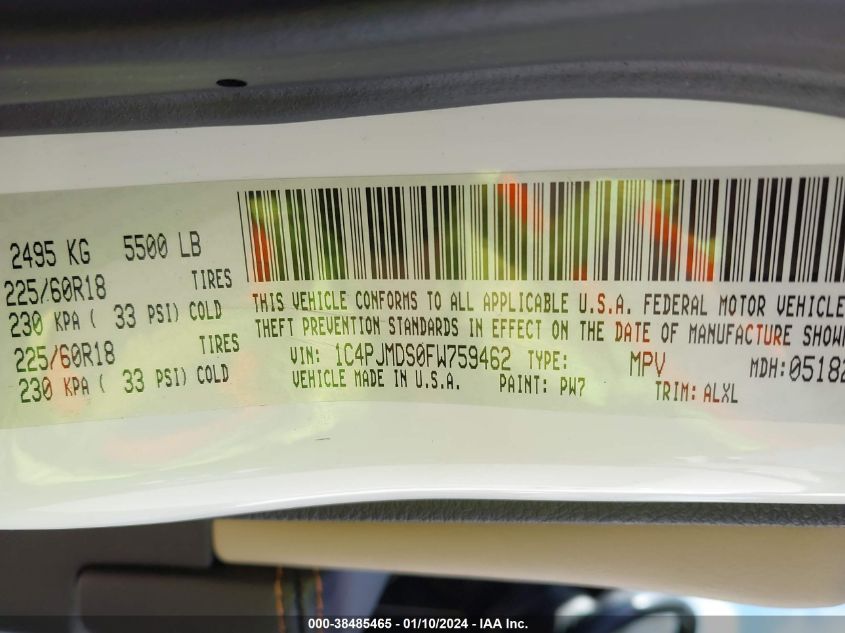 2495 KG 5500 LB
225/60R18 TIRES
230 KPA ( 33 PSI) COLD
225/60R18 TIRES
230 KPA ( 33 PSI) COLD
THIS VEHICLE CONFORMS TO ALL APPLICABLE U.S.A. FEDERAL MOTOR VEHICLE
THEFT PREVENTION STANDARDS IN EFFECT ON THE DATE OF MANUFACTURE SHOWN
VIN: 1C4PJMDS0FW759462 TYPE: MPV MDH:05182
VEHICLE MADE IN U.S.A. PAINT: PW7 TRIM: ALXL
000-38485465 - 01/10/2024 - IAA Inc.